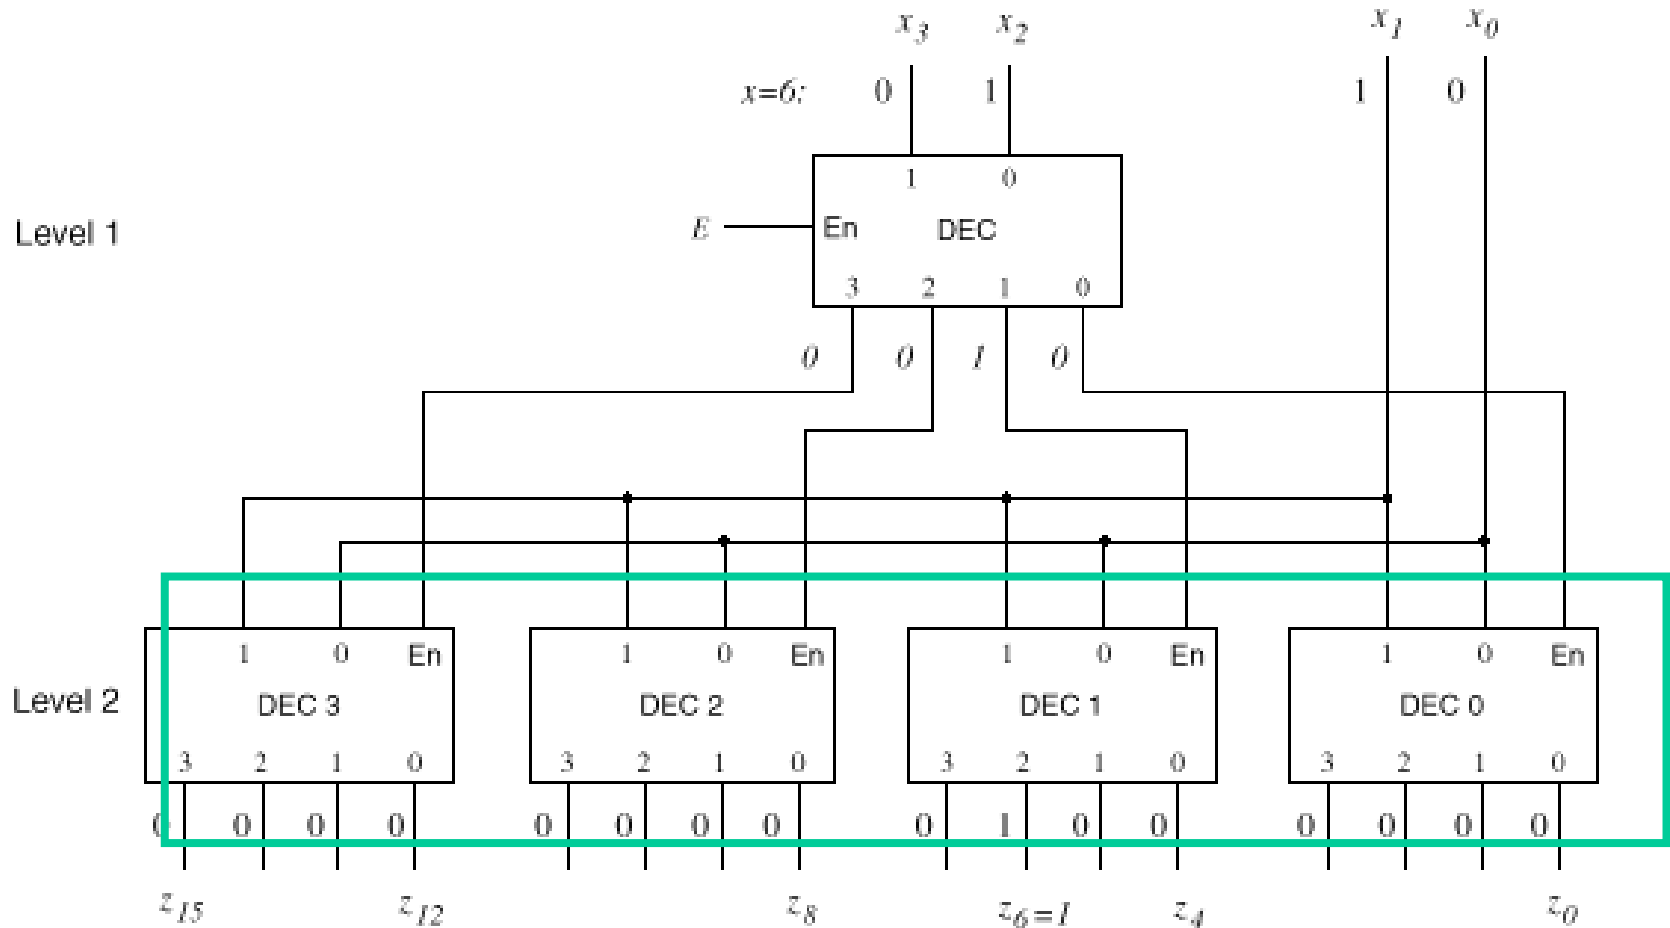 x3 x2 x1 x0
x=6: 0 1 1 0
1 0
Level 1 E En DEC
3 2 1 0
0 0 1 0
1 0 En 1 0 En 1 0 En 1 0 En
Level 2 DEC 3 DEC 2 DEC 1 DEC 0
3 2 1 0 3 2 1 0 3 2 1 0 3 2 1 0
0 0 0 0 0 0 0 0 0 1 0 0 0 0 0 0
z15 z12 z8 z6=1 z4 z0